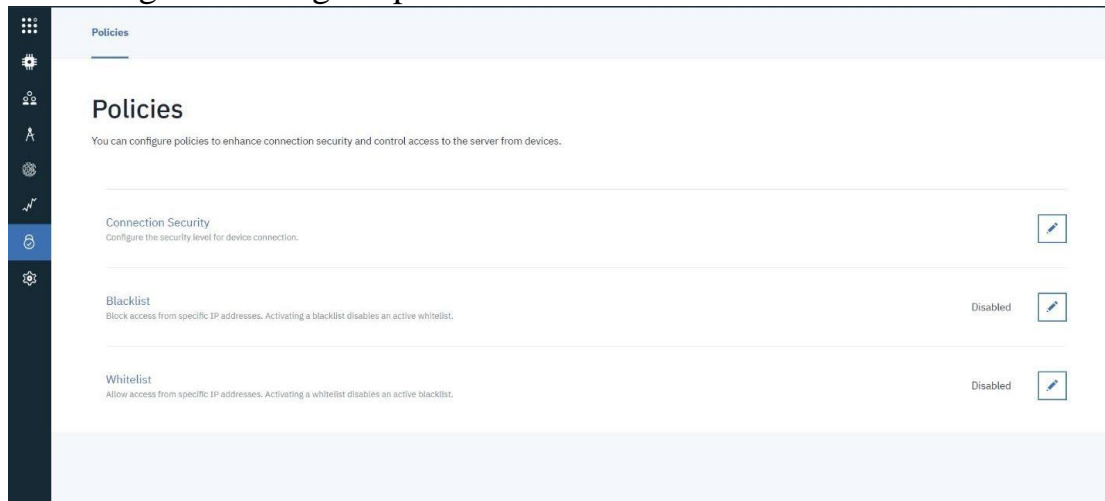 Policies
Policies
You can configure policies to enhance connection security and control access to the server from devices.
Connection Security
Configure the security level for device connection.
Blacklist
Block access from specific IP addresses. Activating a blacklist disables an active whitelist.
Disabled
Whitelist
Allow access from specific IP addresses. Activating a whitelist disables an active blacklist.
Disabled